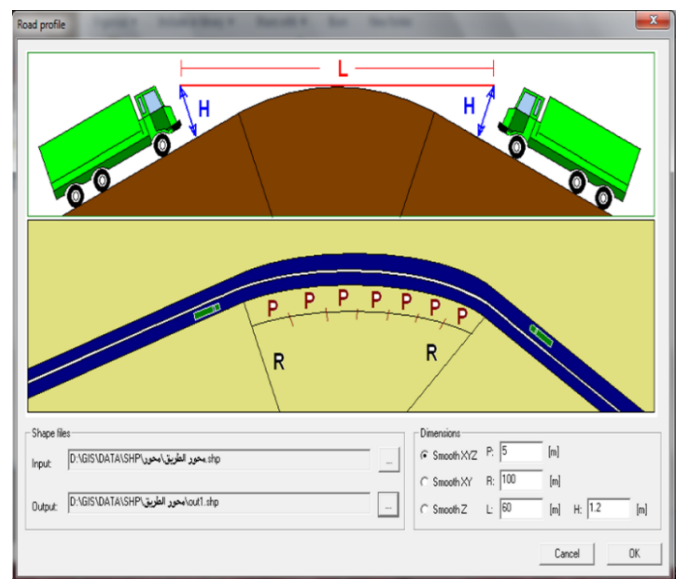 Road profile
L
H H
P P P P P P P
R R
Shape files
Input: D:\GIS\DATA\SHP\محور الطريق\محور.shp ...
Output: D:\GIS\DATA\SHP\محور الطريق\out1.shp ...
Dimensions
Smooth XYZ P: 5 [m]
Smooth XY R: 100 [m]
Smooth Z L: 60 [m] H: 1.2 [m]
Cancel OK